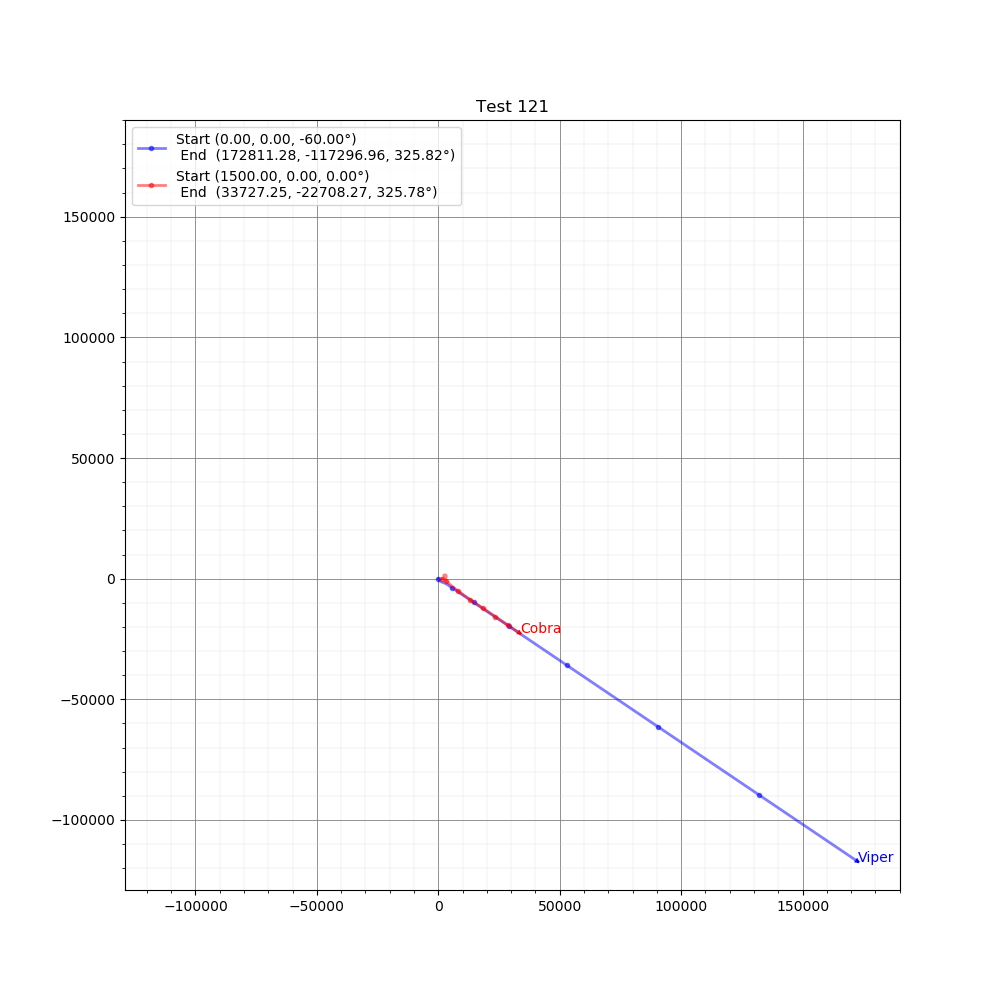 Test 121
Start (0.00, 0.00, -60.00°)
End (172811.28, -117296.96, 325.82°)
Start (1500.00, 0.00, 0.00°)
End (33727.25, -22708.27, 325.78°)
150000
100000
50000
0
−50000
−100000
Cobra
Viper
−100000 −50000 0 50000 100000 150000